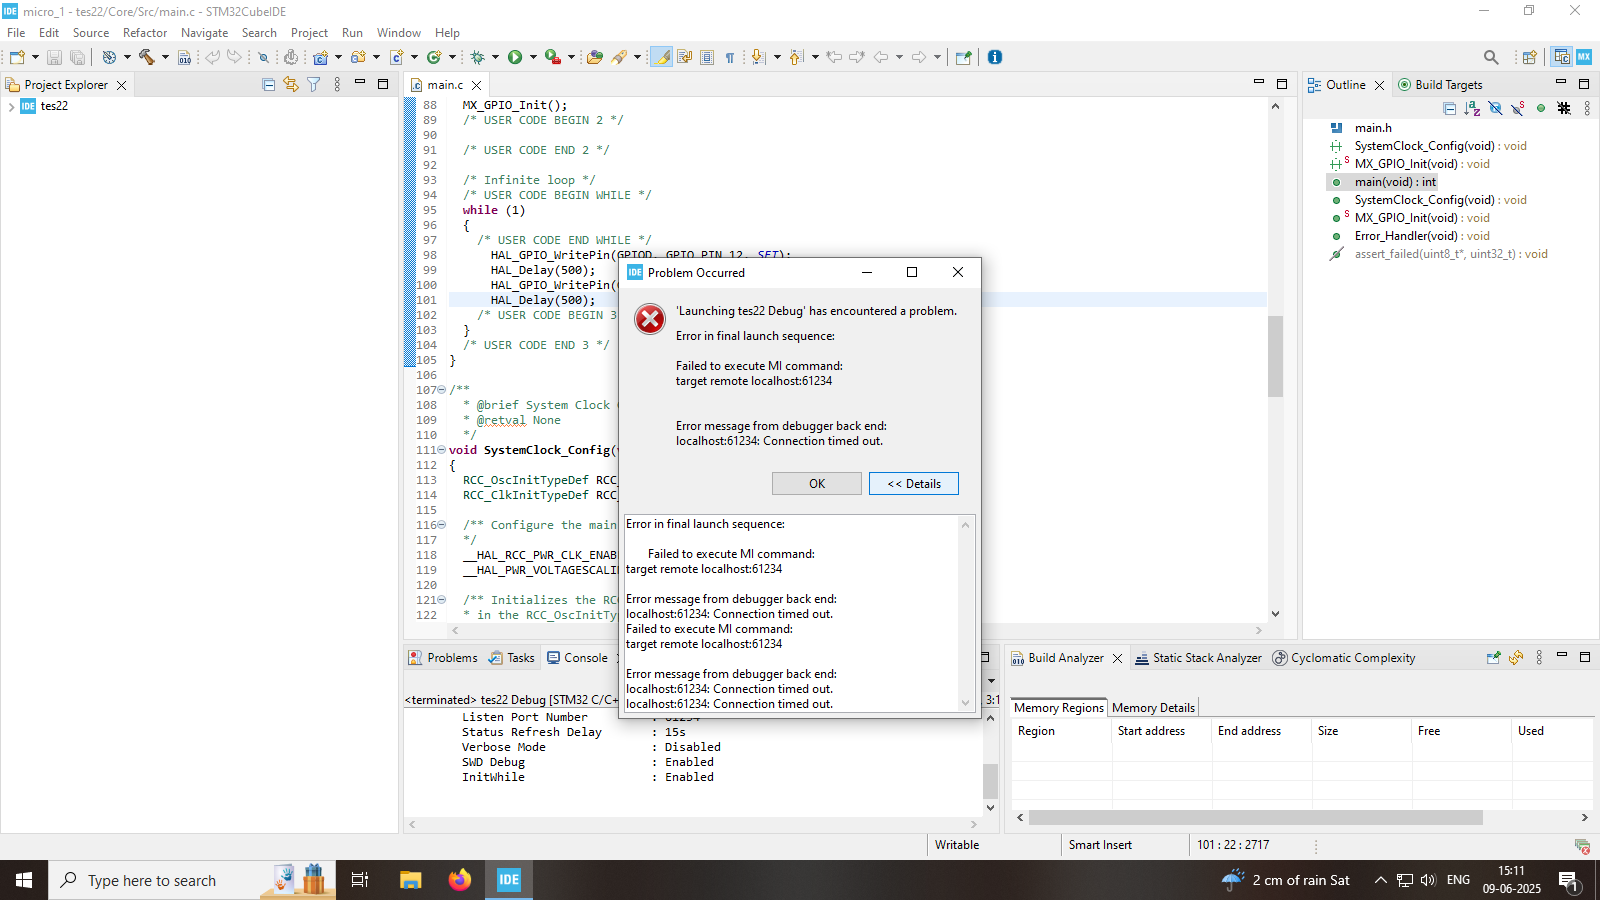 IDE micro_1 - tes22/Core/Src/main.c - STM32CubeIDE
File Edit Source Refactor Navigate Search Project Run Window Help
Project Explorer
IDE tes22
main.c
88 MX_GPIO_Init();
89 /* USER CODE BEGIN 2 */
90
91 /* USER CODE END 2 */
92
93 /* Infinite loop */
94 /* USER CODE BEGIN WHILE */
95 while (1)
96 {
97 /* USER CODE END WHILE */
98 HAL_GPIO_WritePin(GPIOD, GPIO_PIN_12, SET);
99 HAL_Delay(500);
100 HAL_GPIO_WritePin(
101 HAL_Delay(500);
102 /* USER CODE BEGIN 3
103 }
104 /* USER CODE END 3 */
105 }
106
107 /**
108 * @brief System Clock
109 * @retval None
110 */
111 void SystemClock_Config(
112 {
113 RCC_OscInitTypeDef RCC_
114 RCC_ClkInitTypeDef RCC_
115
116 /** Configure the main
117 */
118 __HAL_RCC_PWR_CLK_ENAB
119 __HAL_PWR_VOLTAGESCALI
120
121 /** Initializes the RC
122 * in the RCC_OscInitTy
IDE Problem Occurred
'Launching tes22 Debug' has encountered a problem.
Error in final launch sequence:
Failed to execute MI command:
target remote localhost:61234
Error message from debugger back end:
localhost:61234: Connection timed out.
OK
<< Details
Error in final launch sequence:
Failed to execute MI command:
target remote localhost:61234
Error message from debugger back end:
localhost:61234: Connection timed out.
Failed to execute MI command:
target remote localhost:61234
Error message from debugger back end:
localhost:61234: Connection timed out.
localhost:61234: Connection timed out.
Outline
Build Targets
main.h
SystemClock_Config(void) : void
MX_GPIO_Init(void) : void
main(void) : int
SystemClock_Config(void) : void
MX_GPIO_Init(void) : void
Error_Handler(void) : void
assert_failed(uint8_t*, uint32_t) : void
Problems Tasks Console
<terminated> tes22 Debug [STM32 C/C+ 3:1
Listen Port Number : 61234
Status Refresh Delay : 15s
Verbose Mode : Disabled
SWD Debug : Enabled
InitWhile : Enabled
Build Analyzer Static Stack Analyzer Cyclomatic Complexity
Memory Regions Memory Details
Region Start address End address Size Free Used
Writable Smart Insert 101 : 22 : 2717
Type here to search
IDE
2 cm of rain Sat
ENG
15:11
09-06-2025
1